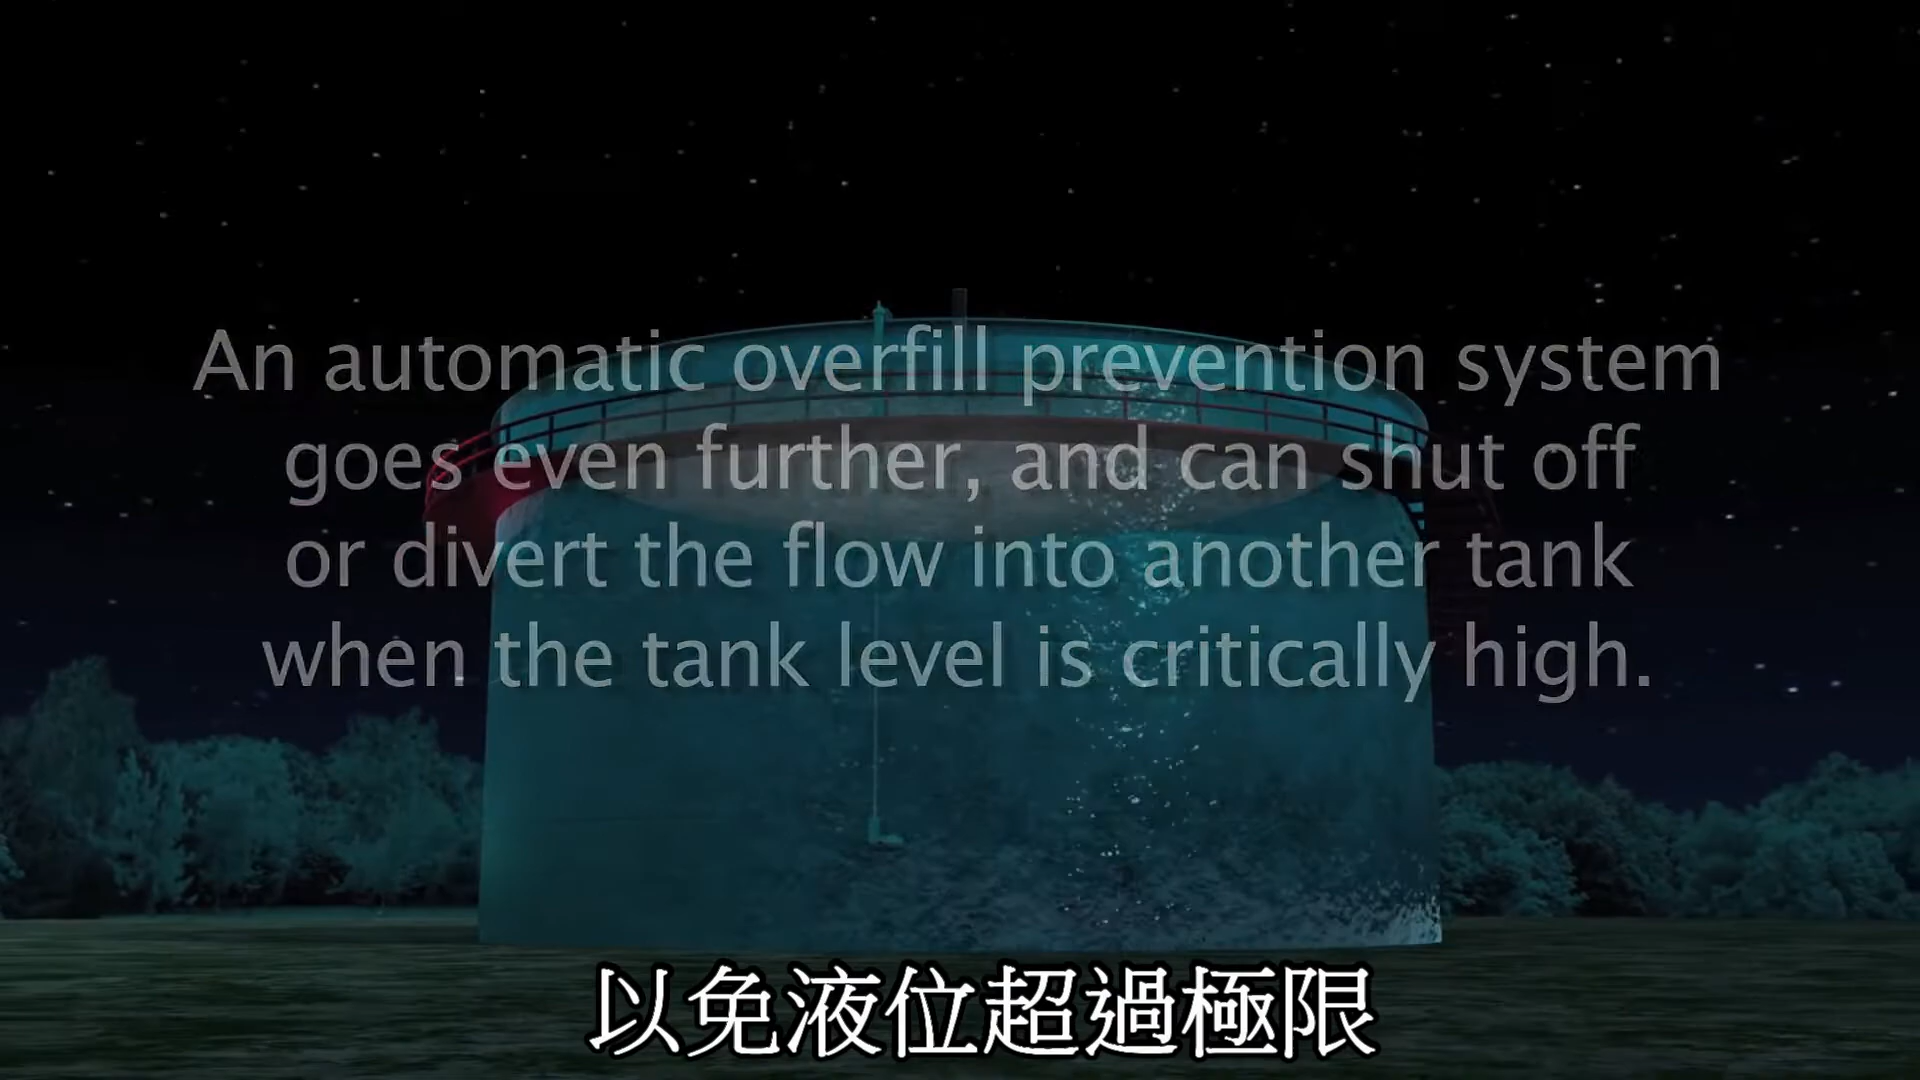 An automatic overfill prevention system
goes even further, and can shut off
or divert the flow into another tank
when the tank level is critically high.
以免液位超過極限